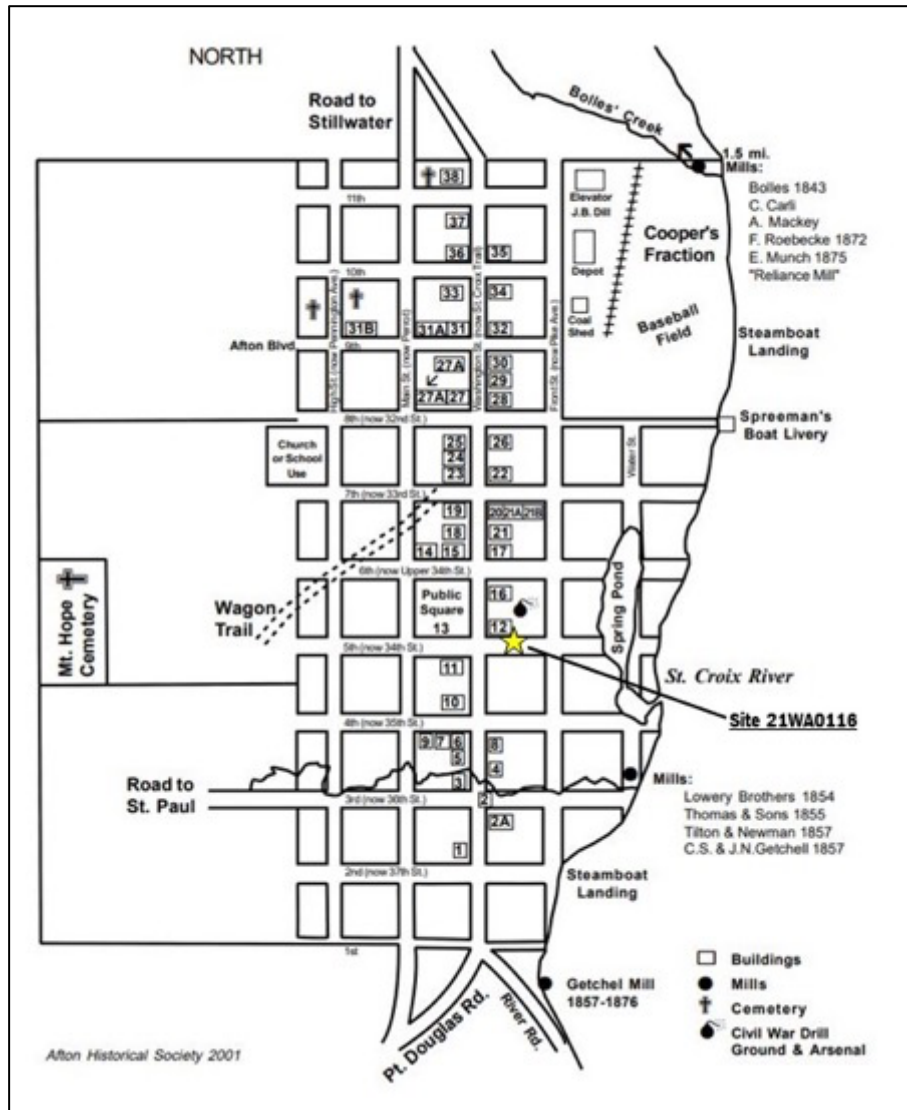 NORTH
Road to
Stillwater
Bolles' Creek
1.5 mi.
Mills:
Bolles 1843
C. Carli
A. Mackey
F. Roebecke 1872
E. Munch 1875
"Reliance Mill"
38
11th
Elevator
J.B. Dill
Cooper's
Fraction
37
36
35
Depot
10th
33
34
31B
31A
31
32
Coal
Shed
Baseball
Field
Steamboat
Landing
Afton Blvd.
9th
High St. (now Pennington Ave.)
Main St. (now Perrot)
Washington St. (now St. Croix Trail)
Front St. (now Pike Ave.)
27A
30
29
27A
27
28
8th (now 32nd St.)
Spreeman's
Boat Livery
Church
or School
Use
25
24
23
26
22
Water St.
7th (now 33rd St.)
19
20
21A
21B
18
21
14
15
17
6th (now Upper 34th St.)
Mt. Hope
Cemetery
Wagon
Trail
Public
Square
13
16
12
Spring Pond
5th (now 34th St.)
11
10
St. Croix River
Site 21WA0116
4th (now 35th St.)
9
7
6
5
3
8
4
Road to
St. Paul
3rd (now 36th St.)
2
2A
Mills:
Lowery Brothers 1854
Thomas & Sons 1855
Tilton & Newman 1857
C.S. & J.N.Getchell 1857
1
2nd (now 37th St.)
Steamboat
Landing
1st
Getchel Mill
1857-1876
Pt. Douglas Rd.
River Rd.
Buildings
Mills
Cemetery
Civil War Drill
Ground & Arsenal
Afton Historical Society 2001